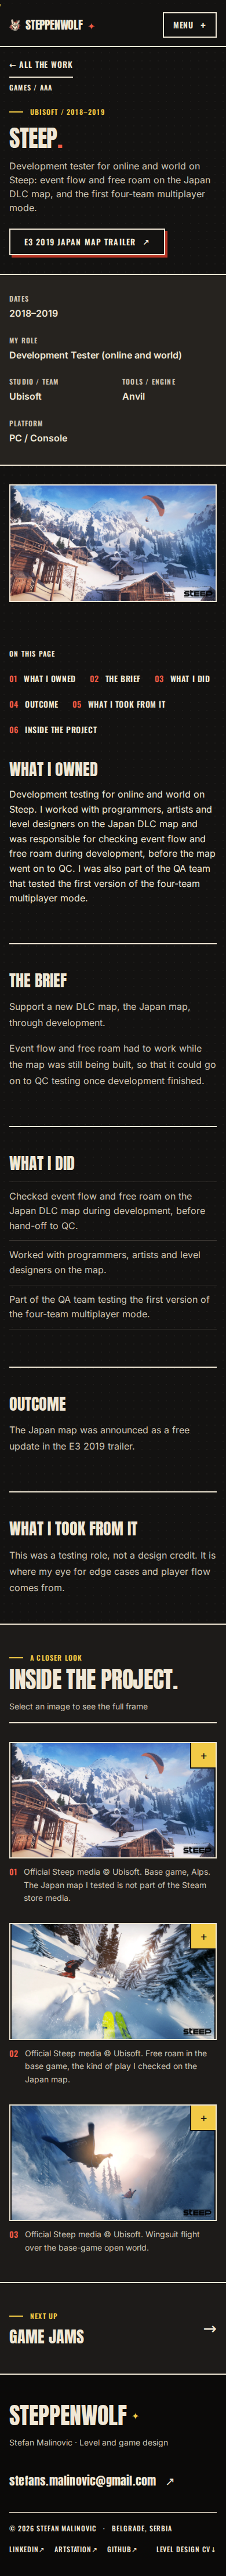 STEPPENWOLF ✦
MENU +
← ALL THE WORK
GAMES / AAA
UBISOFT / 2018–2019
STEEP.
Development tester for online and world on
Steep: event flow and free roam on the Japan
DLC map, and the first four-team multiplayer
mode.
E3 2019 JAPAN MAP TRAILER ↗
DATES
2018–2019
MY ROLE
Development Tester (online and world)
STUDIO / TEAM
TOOLS / ENGINE
Ubisoft
Anvil
PLATFORM
PC / Console
STEEP
ON THIS PAGE
01 WHAT I OWNED 02 THE BRIEF 03 WHAT I DID
04 OUTCOME 05 WHAT I TOOK FROM IT
06 INSIDE THE PROJECT
WHAT I OWNED
Development testing for online and world on
Steep. I worked with programmers, artists and
level designers on the Japan DLC map and
was responsible for checking event flow and
free roam during development, before the map
went on to QC. I was also part of the QA team
that tested the first version of the four-team
multiplayer mode.
THE BRIEF
Support a new DLC map, the Japan map,
through development.
Event flow and free roam had to work while
the map was still being built, so that it could go
on to QC testing once development finished.
WHAT I DID
Checked event flow and free roam on the
Japan DLC map during development, before
hand-off to QC.
Worked with programmers, artists and level
designers on the map.
Part of the QA team testing the first version of
the four-team multiplayer mode.
OUTCOME
The Japan map was announced as a free
update in the E3 2019 trailer.
WHAT I TOOK FROM IT
This was a testing role, not a design credit. It is
where my eye for edge cases and player flow
comes from.
A CLOSER LOOK
INSIDE THE PROJECT.
Select an image to see the full frame
+
STEEP
01 Official Steep media © Ubisoft. Base game, Alps.
The Japan map I tested is not part of the Steam
store media.
+
STEEP
02 Official Steep media © Ubisoft. Free roam in the
base game, the kind of play I checked on the
Japan map.
+
STEEP
03 Official Steep media © Ubisoft. Wingsuit flight
over the base-game open world.
NEXT UP
GAME JAMS
→
STEPPENWOLF ✦
Stefan Malinovic · Level and game design
stefans.malinovic@gmail.com ↗
© 2026 STEFAN MALINOVIC · BELGRADE, SERBIA
LINKEDIN↗ ARTSTATION↗ GITHUB↗ LEVEL DESIGN CV↓